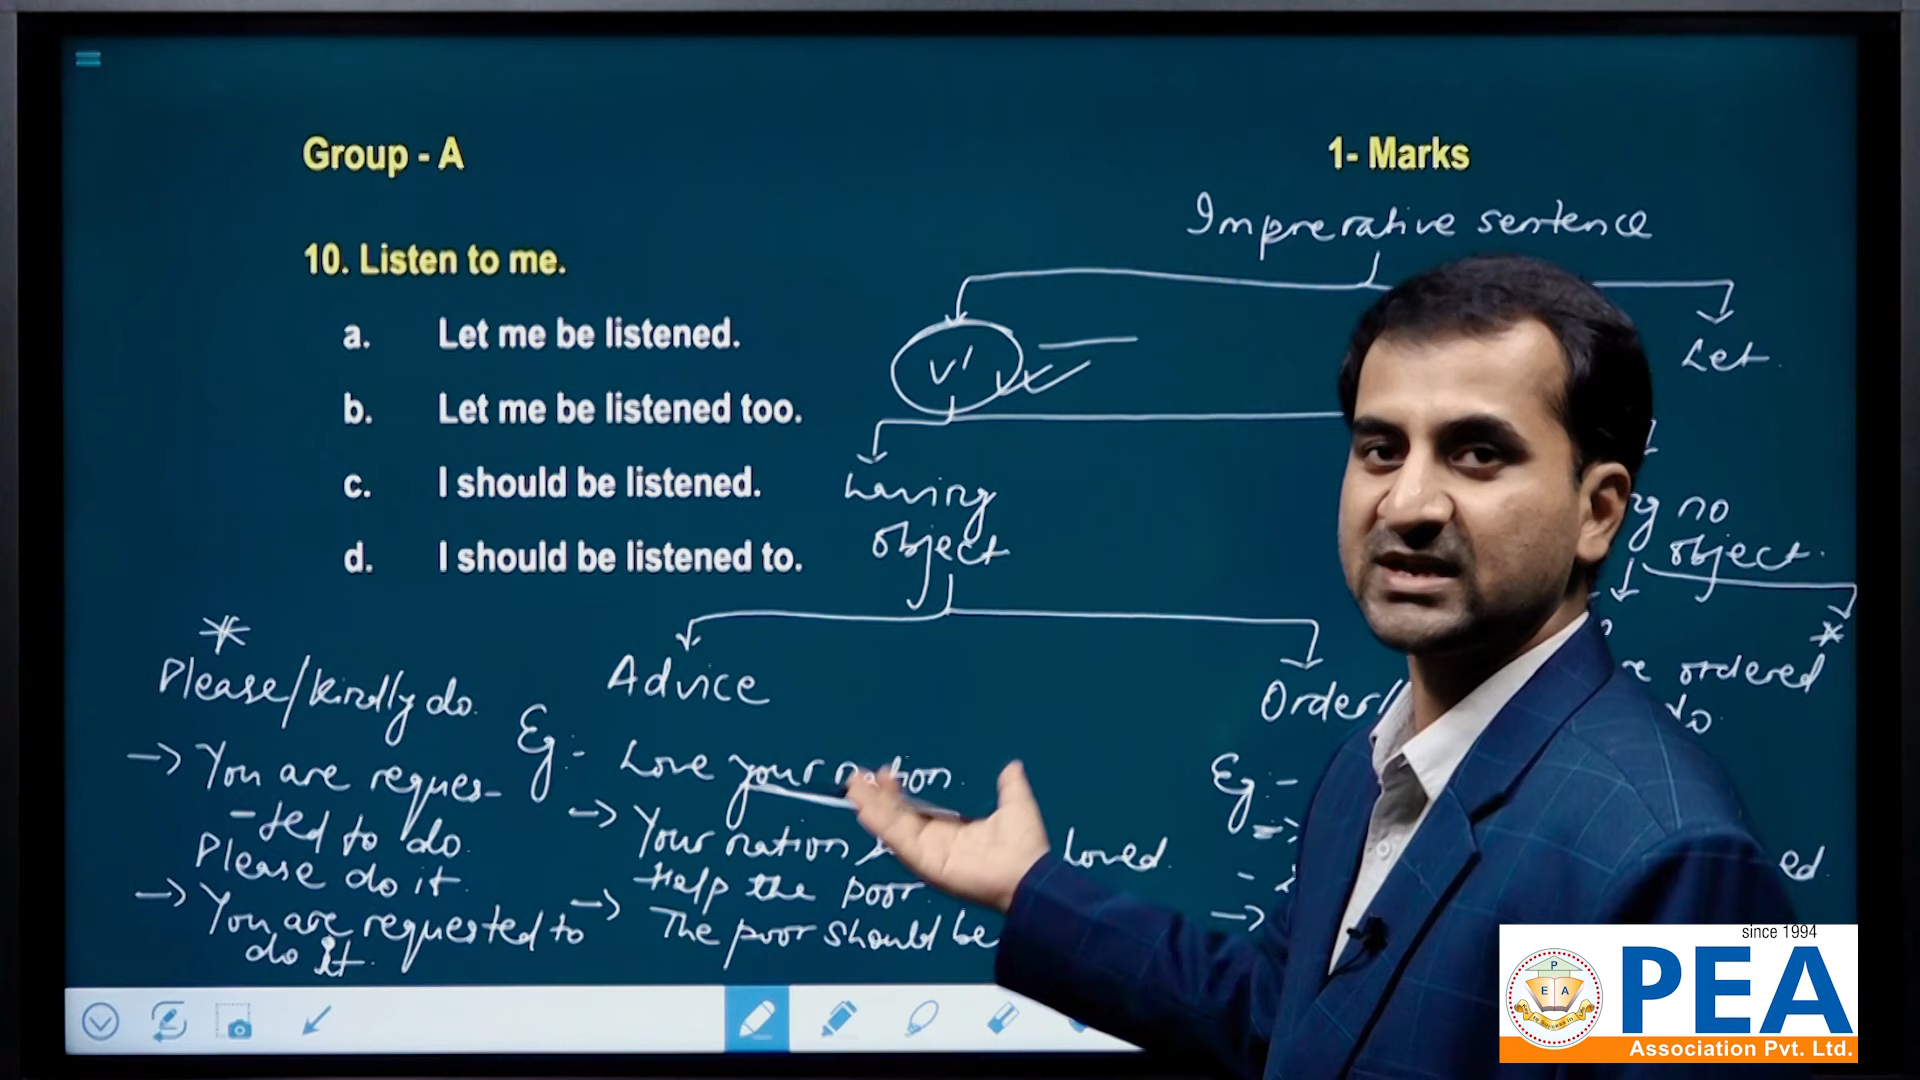 Group - A
1- Marks
Imprerative sentence
10. Listen to me.
a. Let me be listened.
b. Let me be listened too.
c. I should be listened.
d. I should be listened to.
v'
Let.
having
object
no
object.
*
*
Please/kindly do.
→ You are reques-
-ted to do.
Please do it.
→ You are requested to
do it.
Advice
Eg:- Love your nation.
→ Your nation
loved.
Help the poor.
→ The poor should be
Order/
ordered
Eg:-
→
→
since 1994
P
E A
PEA
Association Pvt. Ltd.